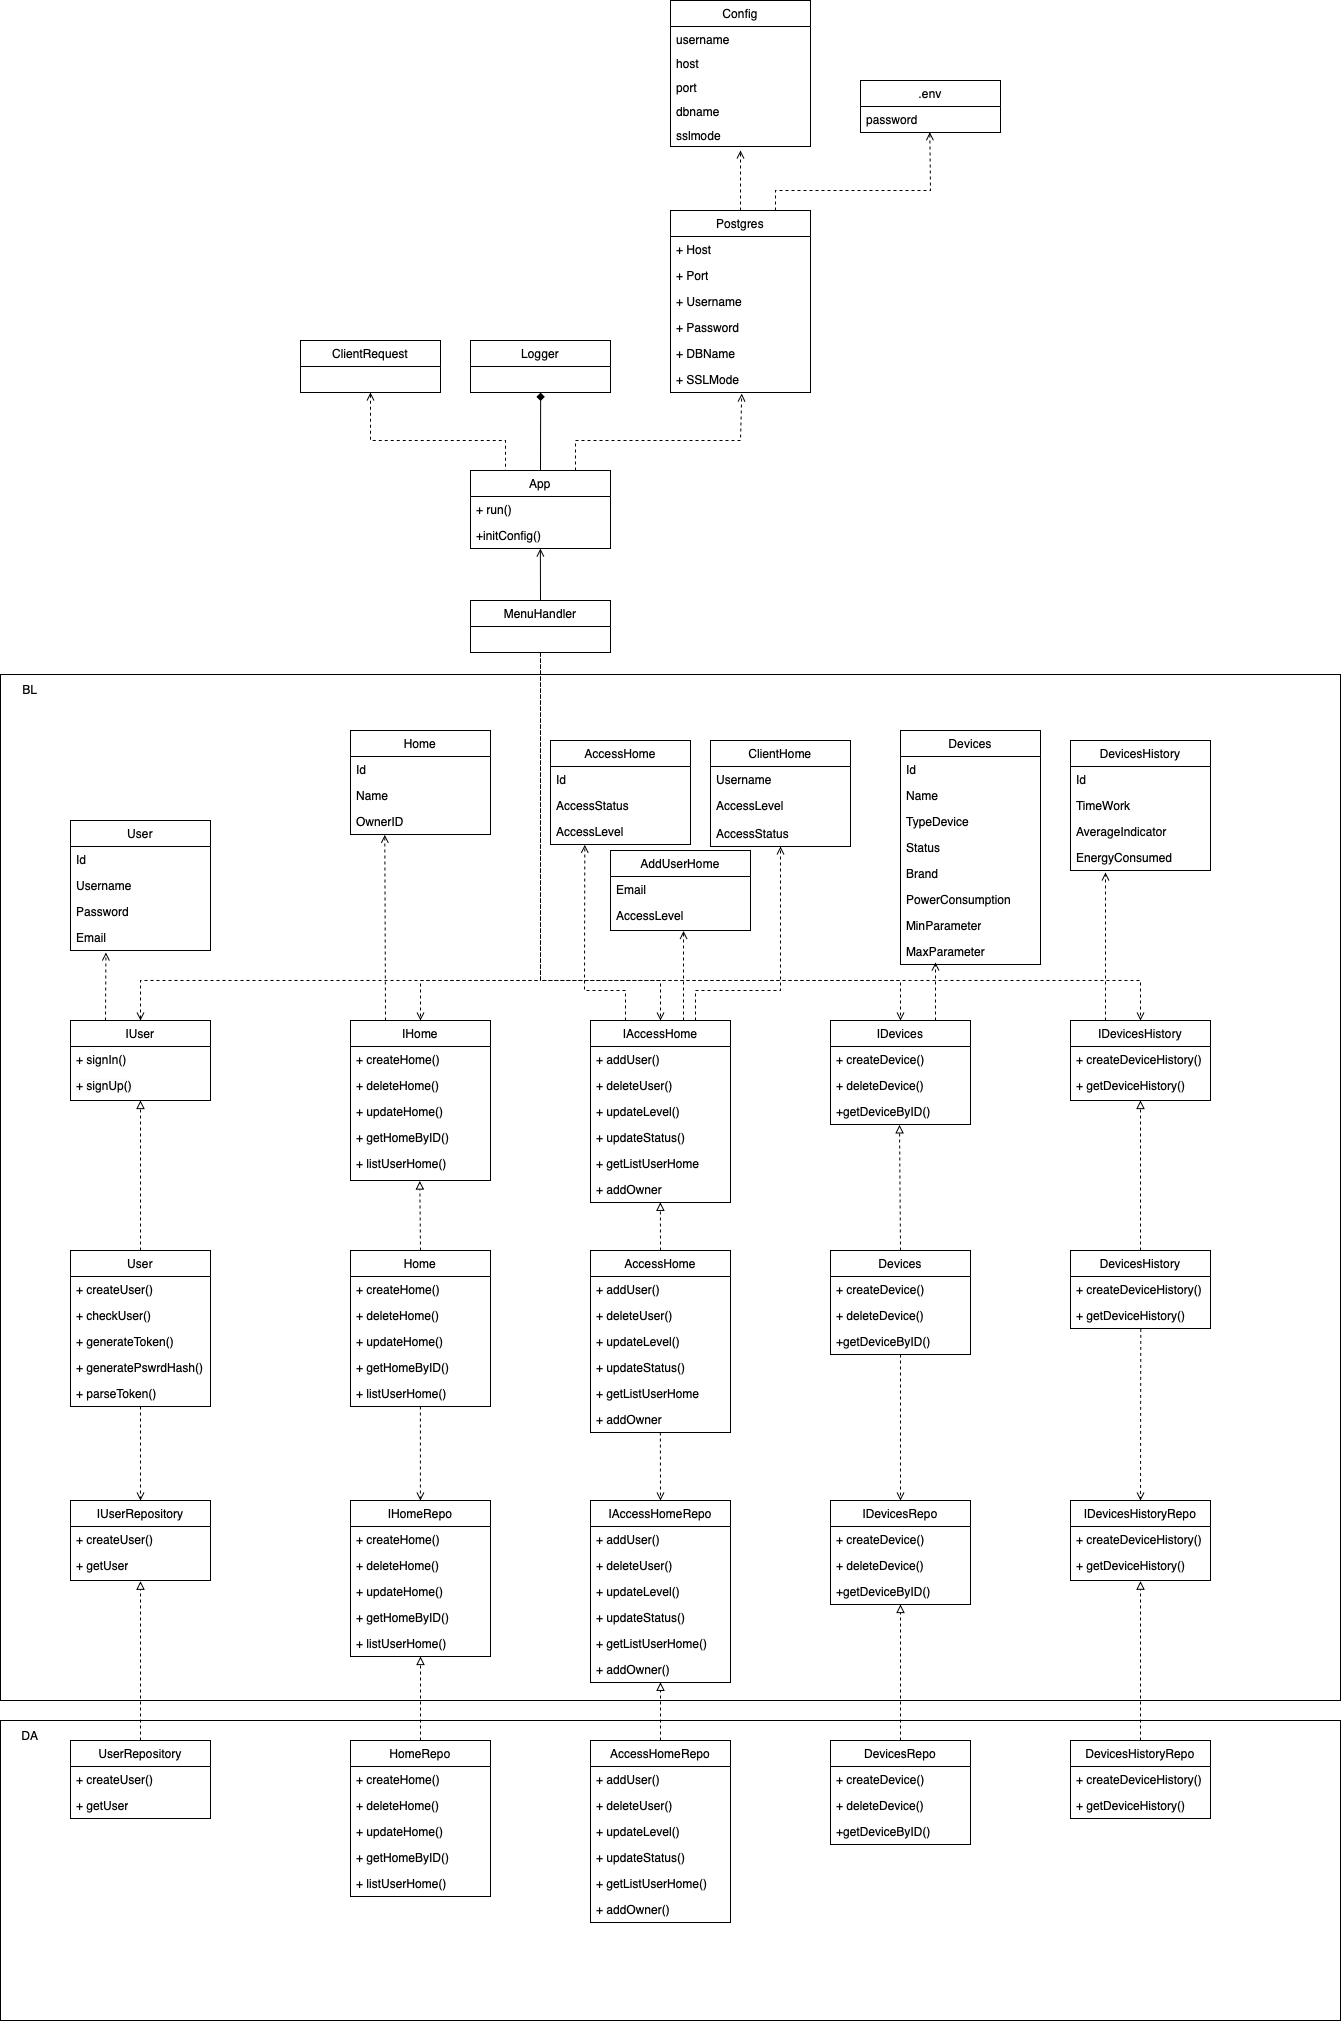 Config
username
host
port
dbname
sslmode
.env
password
Postgres
+ Host
+ Port
+ Username
+ Password
+ DBName
+ SSLMode
ClientRequest
Logger
App
+ run()
+initConfig()
MenuHandler
BL
User
Id
Username
Password
Email
Home
Id
Name
OwnerID
AccessHome
Id
AccessStatus
AccessLevel
ClientHome
Username
AccessLevel
AccessStatus
AddUserHome
Email
AccessLevel
Devices
Id
Name
TypeDevice
Status
Brand
PowerConsumption
MinParameter
MaxParameter
DevicesHistory
Id
TimeWork
AverageIndicator
EnergyConsumed
IUser
+ signIn()
+ signUp()
IHome
+ createHome()
+ deleteHome()
+ updateHome()
+ getHomeByID()
+ listUserHome()
IAccessHome
+ addUser()
+ deleteUser()
+ updateLevel()
+ updateStatus()
+ getListUserHome
+ addOwner
IDevices
+ createDevice()
+ deleteDevice()
+getDeviceByID()
IDevicesHistory
+ createDeviceHistory()
+ getDeviceHistory()
User
+ createUser()
+ checkUser()
+ generateToken()
+ generatePswrdHash()
+ parseToken()
Home
+ createHome()
+ deleteHome()
+ updateHome()
+ getHomeByID()
+ listUserHome()
AccessHome
+ addUser()
+ deleteUser()
+ updateLevel()
+ updateStatus()
+ getListUserHome
+ addOwner
Devices
+ createDevice()
+ deleteDevice()
+getDeviceByID()
DevicesHistory
+ createDeviceHistory()
+ getDeviceHistory()
IUserRepository
+ createUser()
+ getUser
IHomeRepo
+ createHome()
+ deleteHome()
+ updateHome()
+ getHomeByID()
+ listUserHome()
IAccessHomeRepo
+ addUser()
+ deleteUser()
+ updateLevel()
+ updateStatus()
+ getListUserHome()
+ addOwner()
IDevicesRepo
+ createDevice()
+ deleteDevice()
+getDeviceByID()
IDevicesHistoryRepo
+ createDeviceHistory()
+ getDeviceHistory()
DA
UserRepository
+ createUser()
+ getUser
HomeRepo
+ createHome()
+ deleteHome()
+ updateHome()
+ getHomeByID()
+ listUserHome()
AccessHomeRepo
+ addUser()
+ deleteUser()
+ updateLevel()
+ updateStatus()
+ getListUserHome()
+ addOwner()
DevicesRepo
+ createDevice()
+ deleteDevice()
+getDeviceByID()
DevicesHistoryRepo
+ createDeviceHistory()
+ getDeviceHistory()